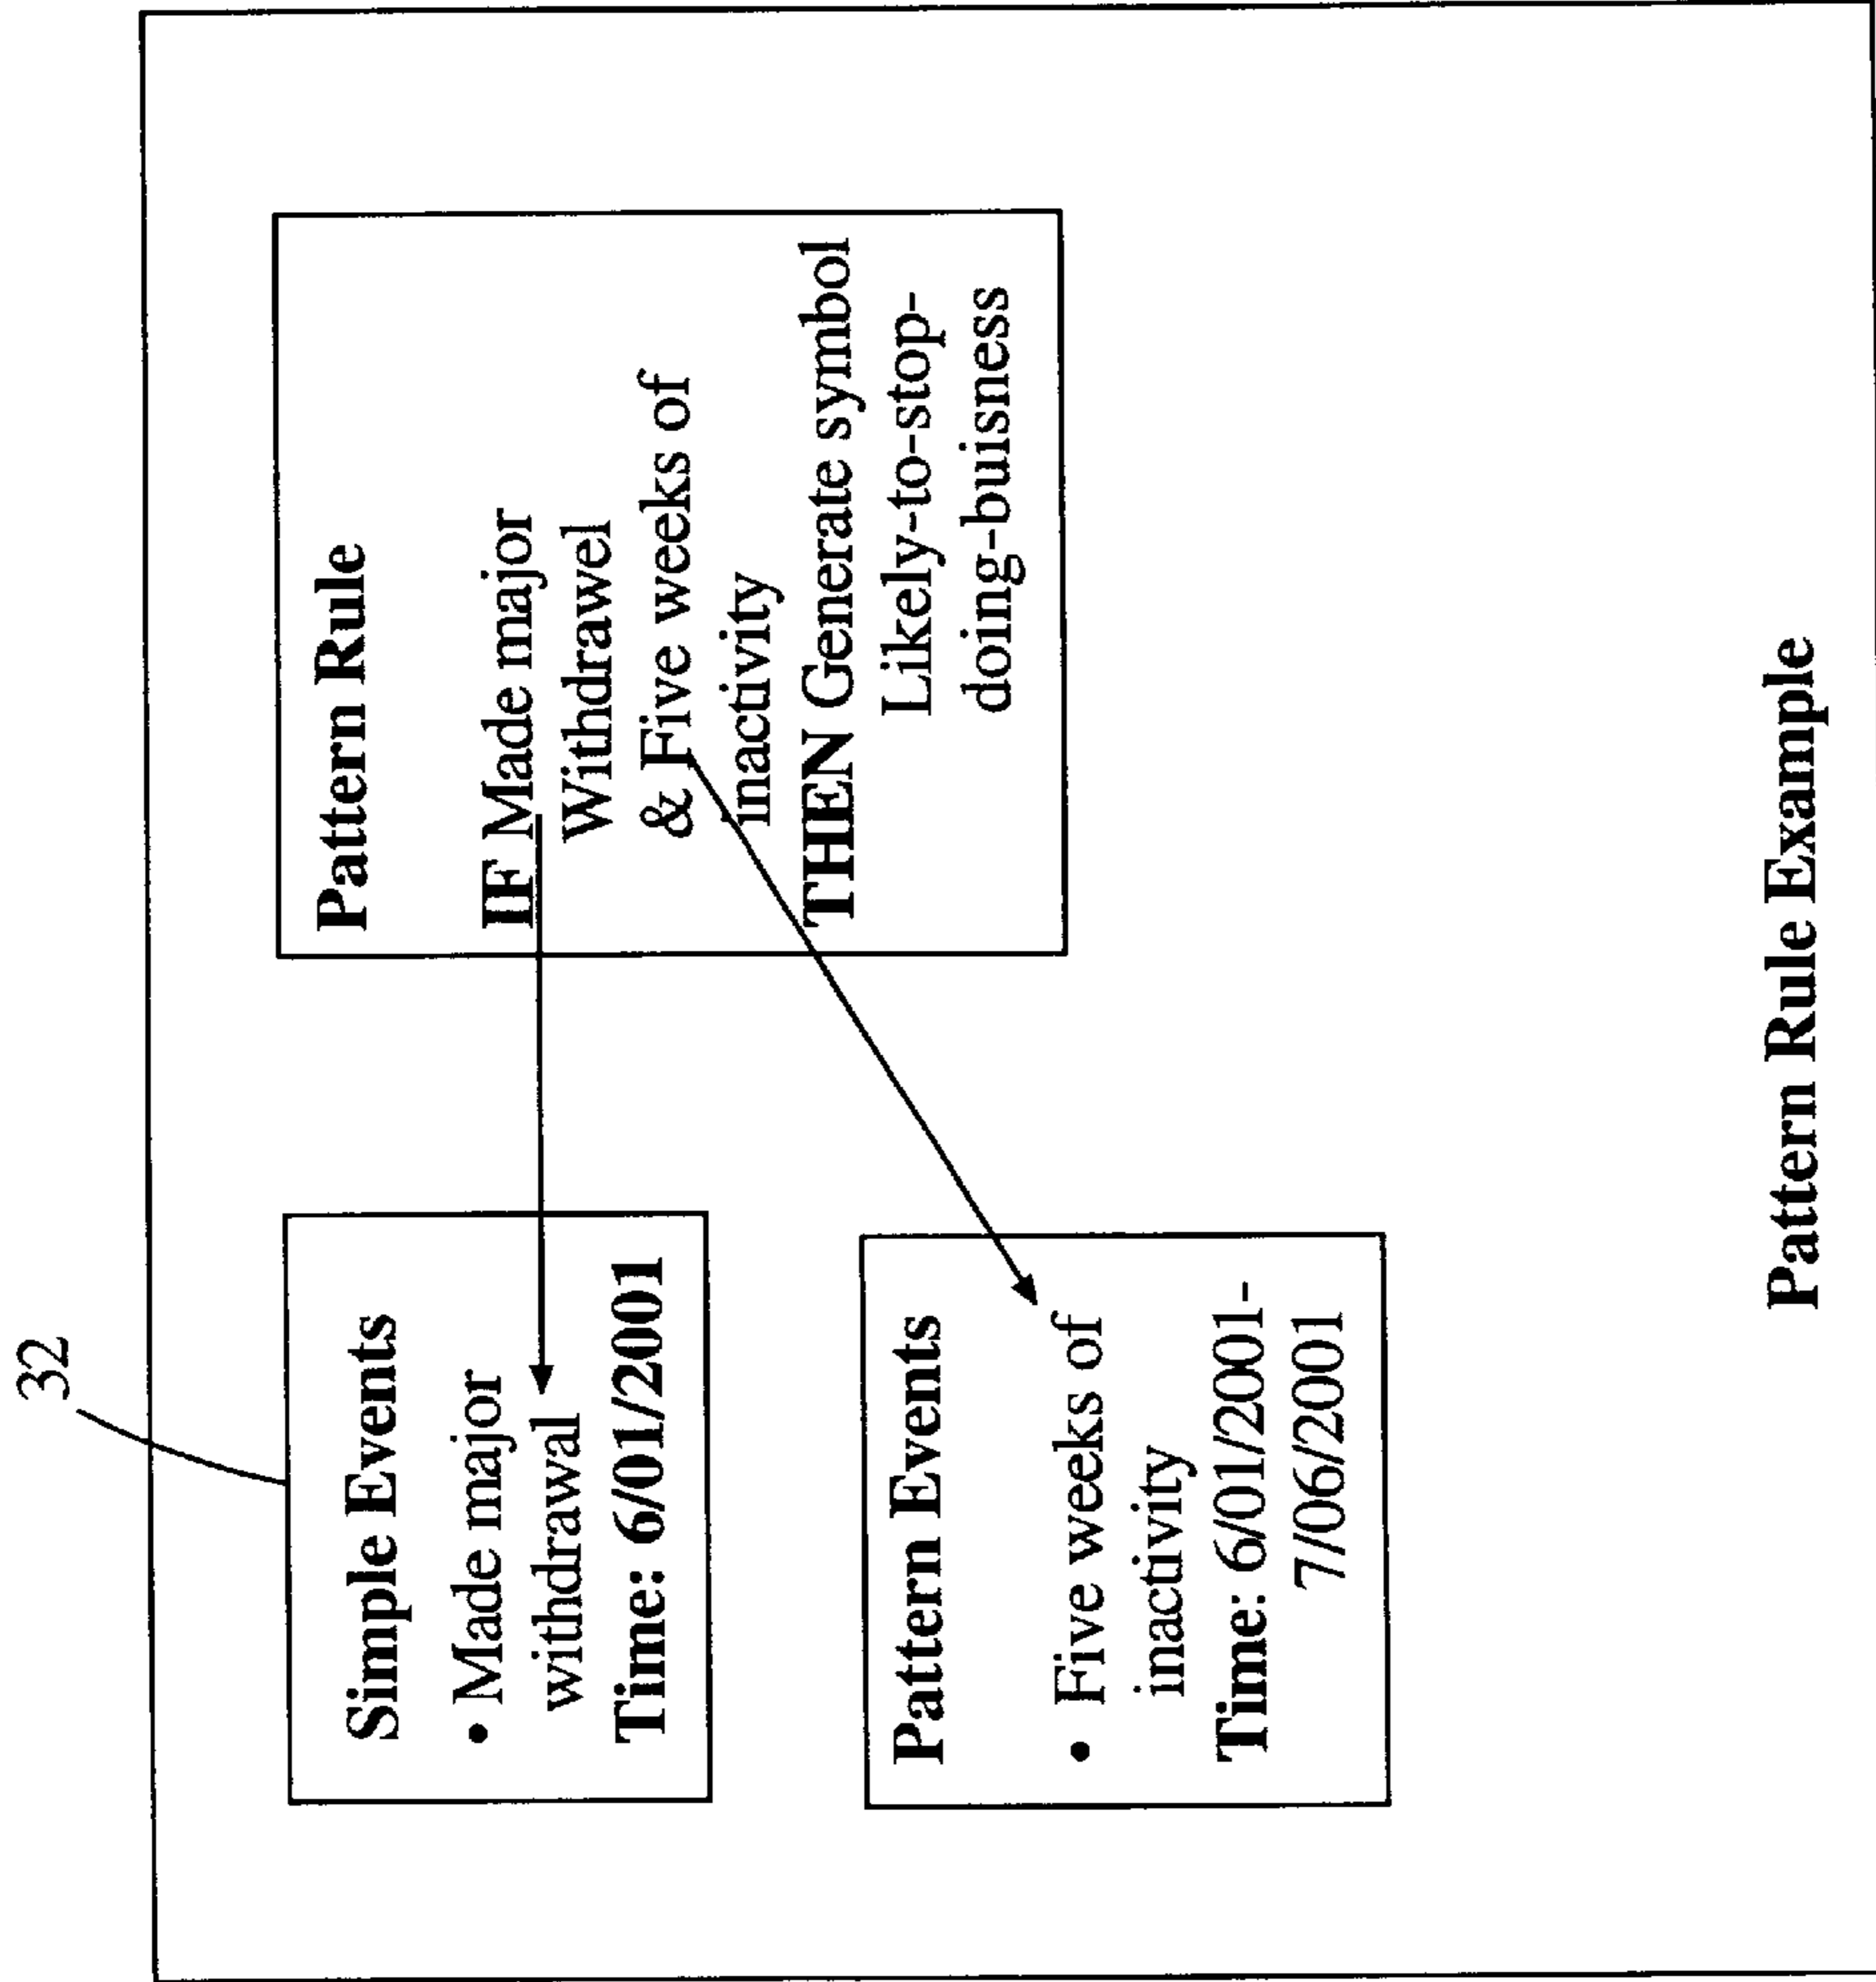 32
Simple Events
• Made major
withdrawal
Time: 6/01/2001
Pattern Events
• Five weeks of
inactivity
Time: 6/01/2001-
7/06/2001
Pattern Rule
IF Made major
Withdrawel
& Five weeks of
inactivity
THEN Generate symbol
Likely-to-stop-
doing-buisness
Pattern Rule Example